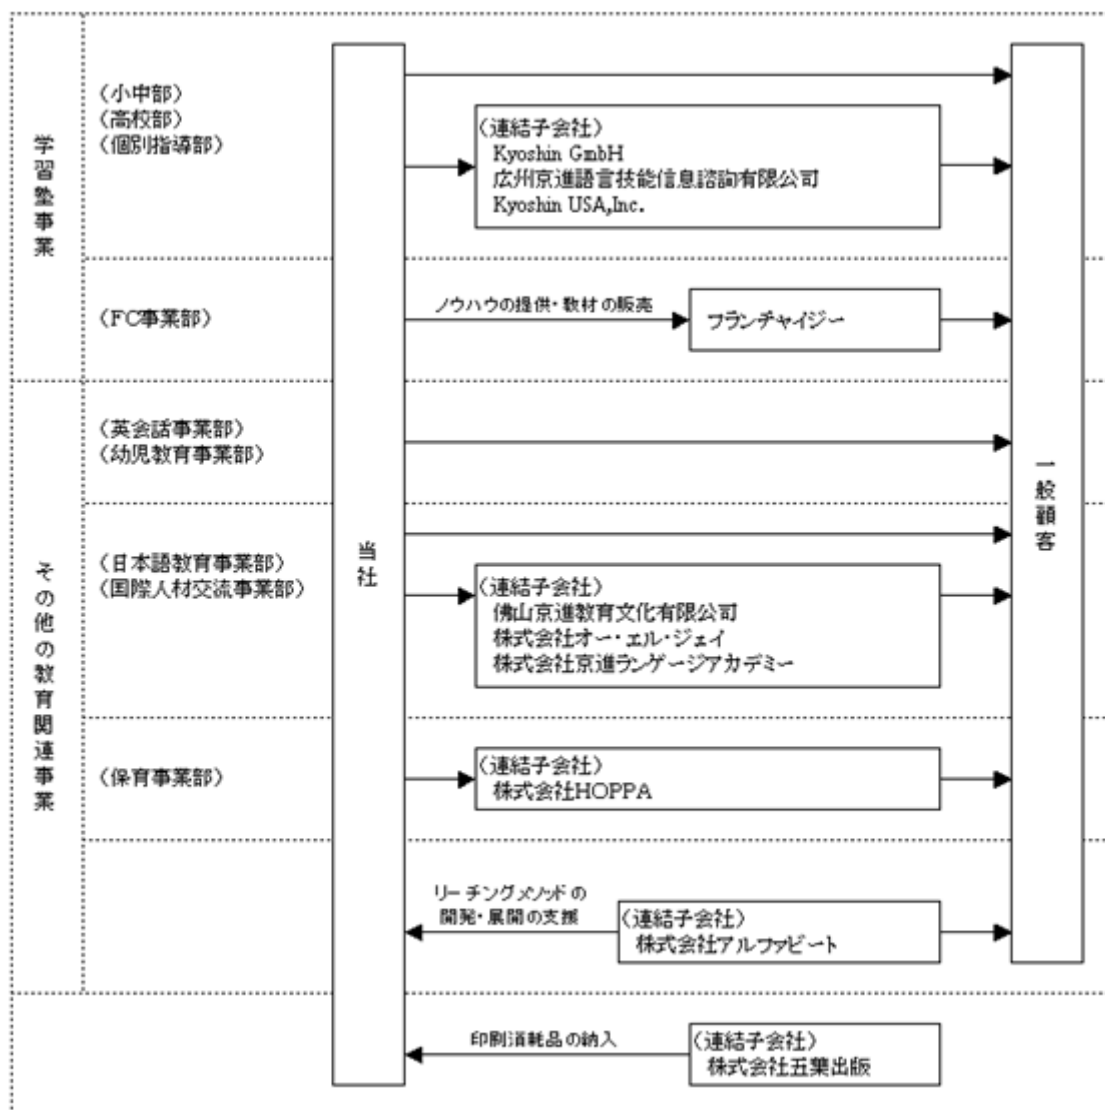 学習塾事業
〈小中部〉
〈高校部〉
〈個別指導部〉
〈連結子会社〉
Kyoshin GmbH
広州京進語言技能信息諮詢有限公司
Kyoshin USA,Inc.
〈FC事業部〉
ノウハウの提供・教材の販売
フランチャイジー
その他の教育関連事業
〈英会話事業部〉
〈幼児教育事業部〉
当社
一般顧客
〈日本語教育事業部〉
〈国際人材交流事業部〉
〈連結子会社〉
佛山京進教育文化有限公司
株式会社オー・エル・ジェイ
株式会社京進ランゲージアカデミー
〈保育事業部〉
〈連結子会社〉
株式会社HOPPA
リーチングメソッドの
開発・展開の支援
〈連結子会社〉
株式会社アルファビート
印刷消耗品の納入
〈連結子会社〉
株式会社五葉出版